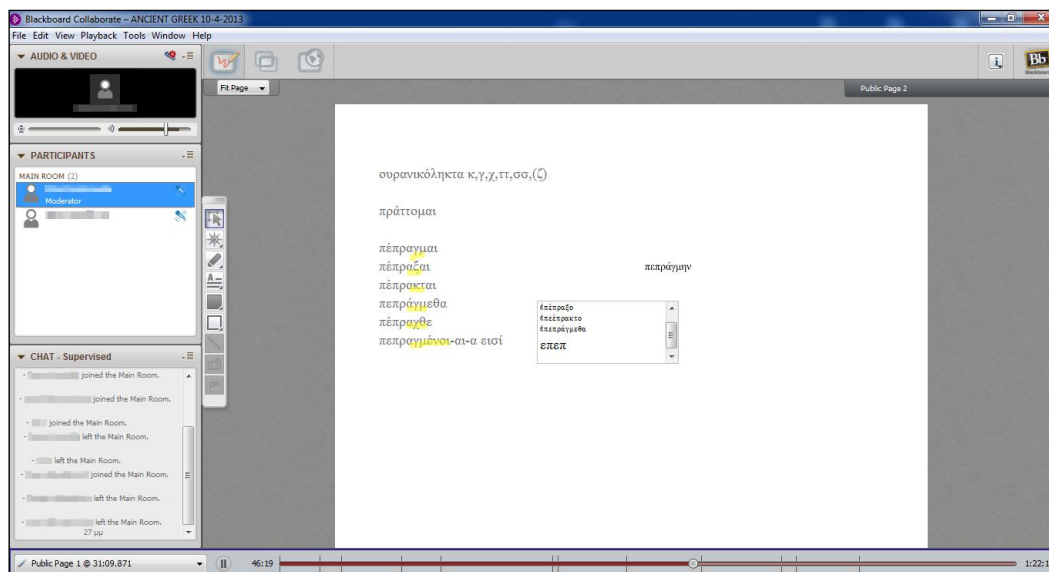 Blackboard Collaborate – ANCIENT GREEK 10-4-2013
File Edit View Playback Tools Window Help
AUDIO & VIDEO
Fit Page
Public Page 2
Bb
PARTICIPANTS
MAIN ROOM (2)
Moderator
ουρανικόληκτα κ,γ,χ,ττ,σσ,(ζ)
πράττομαι
πέπραγμαι
πέπραξαι
πεπράγμην
πέπρακται
πεπράγμεθα
πέπραχθε
πεπραγμένοι-αι-α εισί
επεπ
CHAT - Supervised
- joined the Main Room.
- joined the Main Room.
- joined the Main Room.
- left the Main Room.
- left the Main Room.
- joined the Main Room.
- left the Main Room.
- left the Main Room.
27 μμ
Public Page 1 @ 31:09.871
46:19